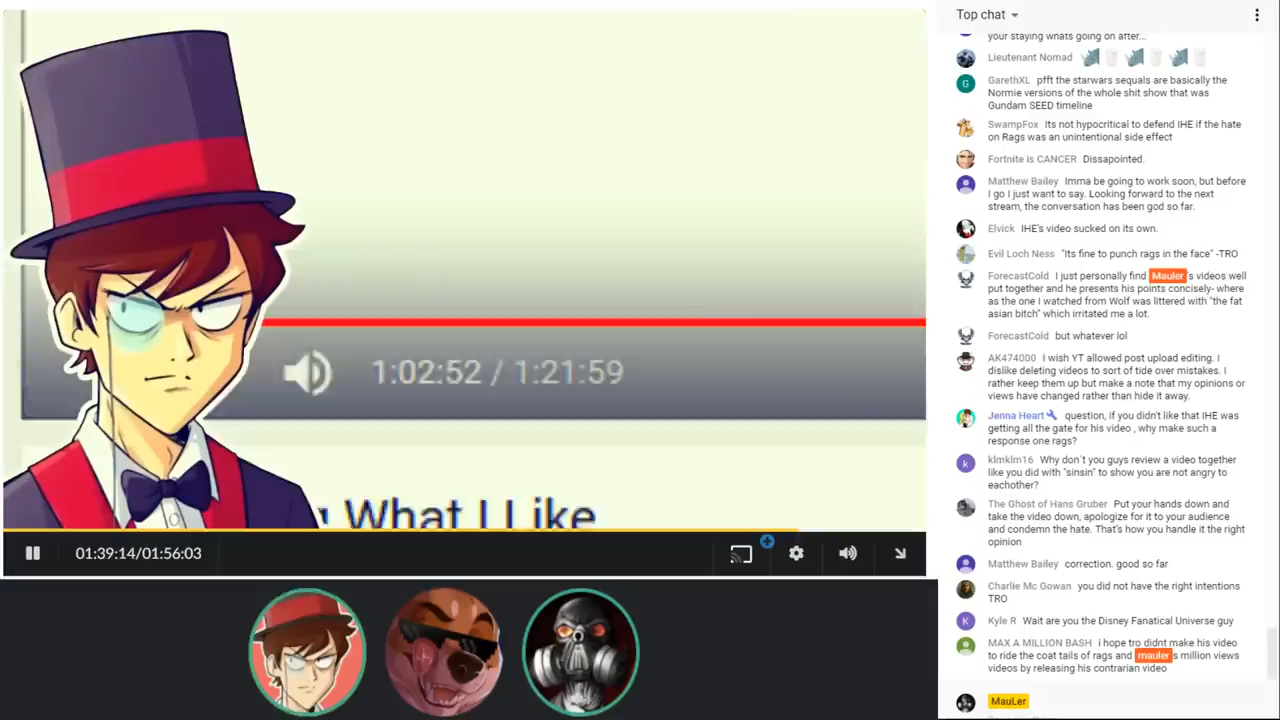 1:02:52 / 1:21:59
What I Like
01:39:14/01:56:03
Top chat
your staying whats going on after...
Lieutenant Nomad
GarethXL pfft the starwars sequals are basically the
Normie versions of the whole shit show that was
Gundam SEED timeline
SwampFox Its not hypocritical to defend IHE if the hate
on Rags was an unintentional side effect
Fortnite is CANCER Dissapointed.
Matthew Bailey Imma be going to work soon, but before
I go I just want to say. Looking forward to the next
stream, the conversation has been god so far.
Elvick IHE's video sucked on its own.
Evil Loch Ness "Its fine to punch rags in the face" -TRO
ForecastCold I just personally find Mauler's videos well
put together and he presents his points concisely- where
as the one I watched from Wolf was littered with "the fat
asian bitch" which irritated me a lot.
ForecastCold but whatever lol
AK474000 I wish YT allowed post upload editing. I
dislike deleting videos to sort of tide over mistakes. I
rather keep them up but make a note that my opinions or
views have changed rather than hide it away.
Jenna Heart question, if you didn't like that IHE was
getting all the gate for his video , why make such a
response one rags?
klmklm16 Why don´t you guys review a video together
like you did with "sinsin" to show you are not angry to
eachother?
The Ghost of Hans Gruber Put your hands down and
take the video down, apologize for it to your audience
and condemn the hate. That's how you handle it the right
opinion
Matthew Bailey correction. good so far
Charlie Mc Gowan you did not have the right intentions
TRO
Kyle R Wait are you the Disney Fanatical Universe guy
MAX A MILLION BASH i hope tro didnt make his video
to ride the coat tails of rags and mauler's million views
videos by releasing his contrarian video
MauLer